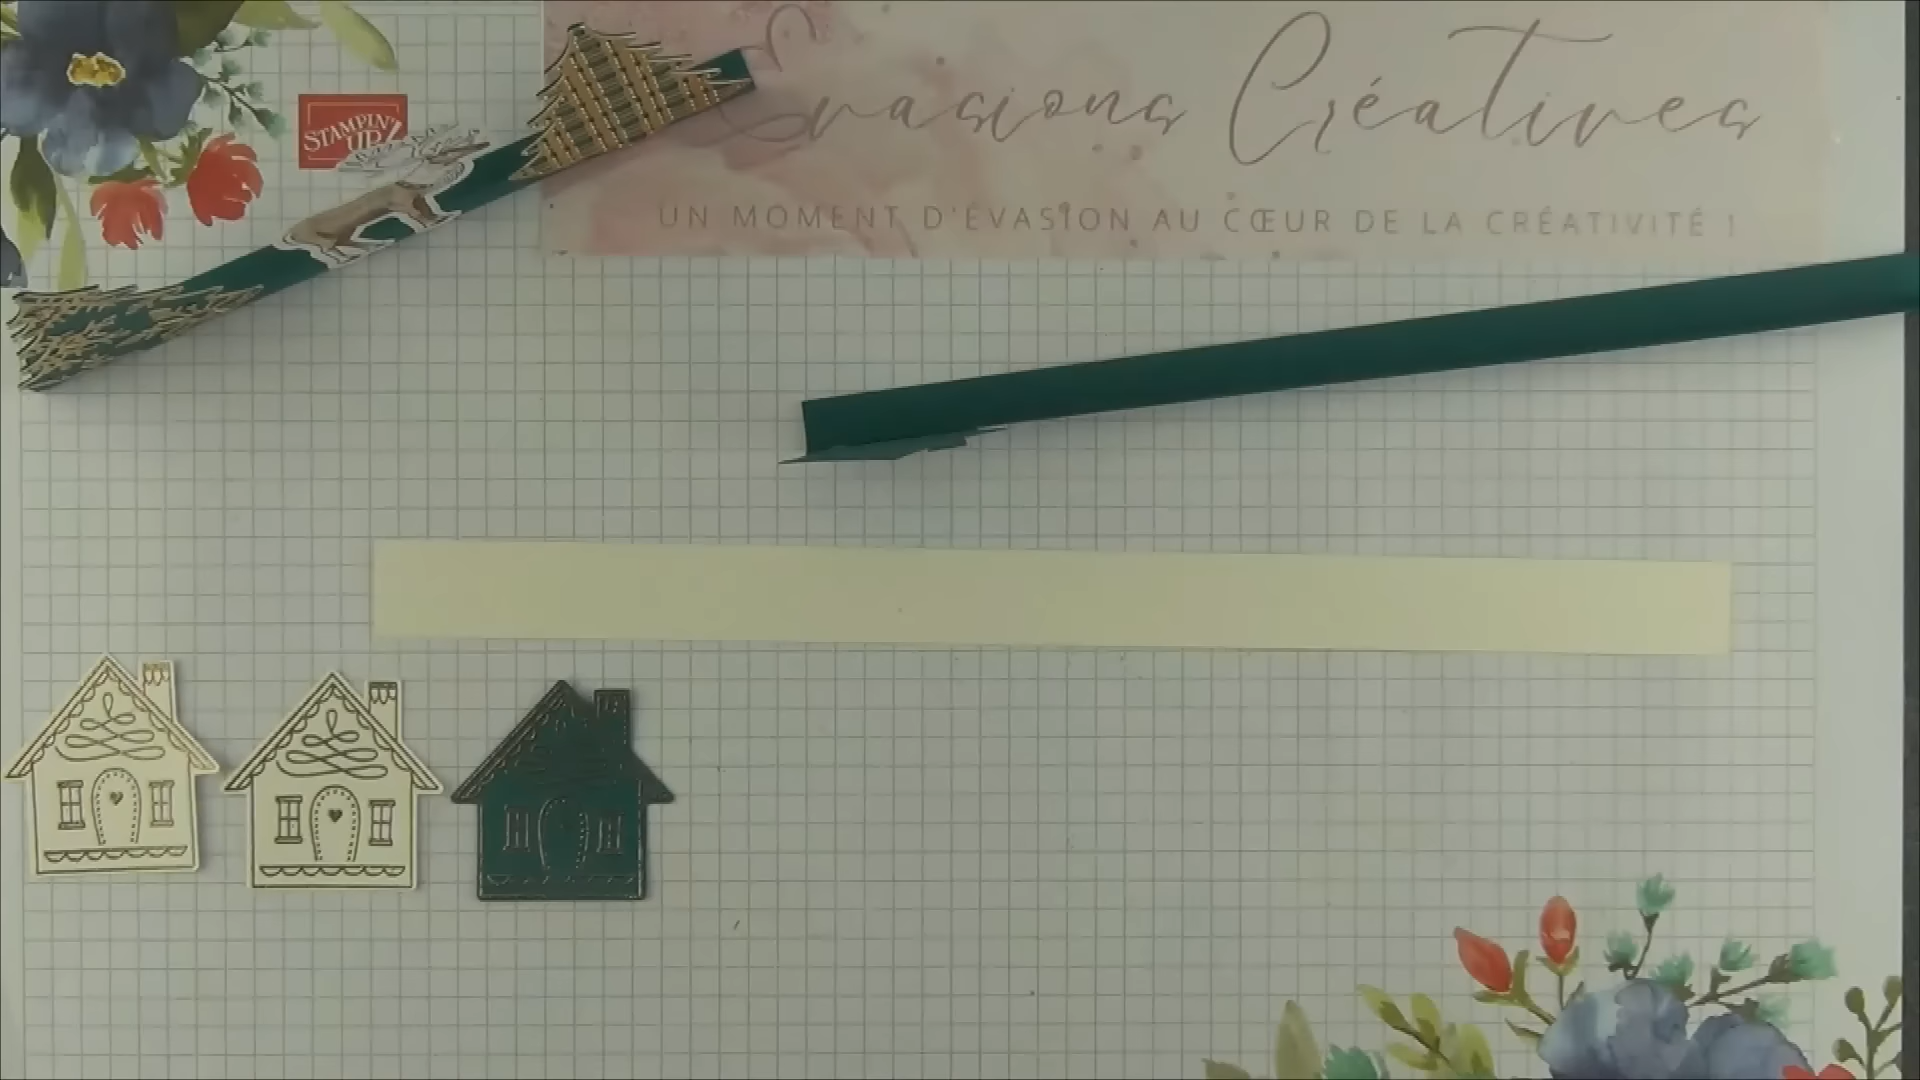 Evasions Créatives
STAMPIN'
UP!
UN MOMENT D'ÉVASION AU CŒUR DE LA CRÉATIVITÉ !